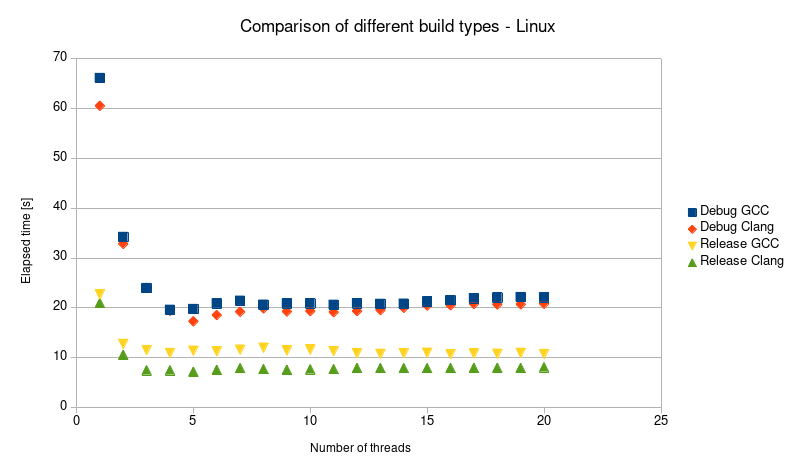 Comparison of different build types - Linux
70
60
50
40
30
20
10
0
0 5 10 15 20 25
Elapsed time [s]
Number of threads
Debug GCC
Debug Clang
Release GCC
Release Clang